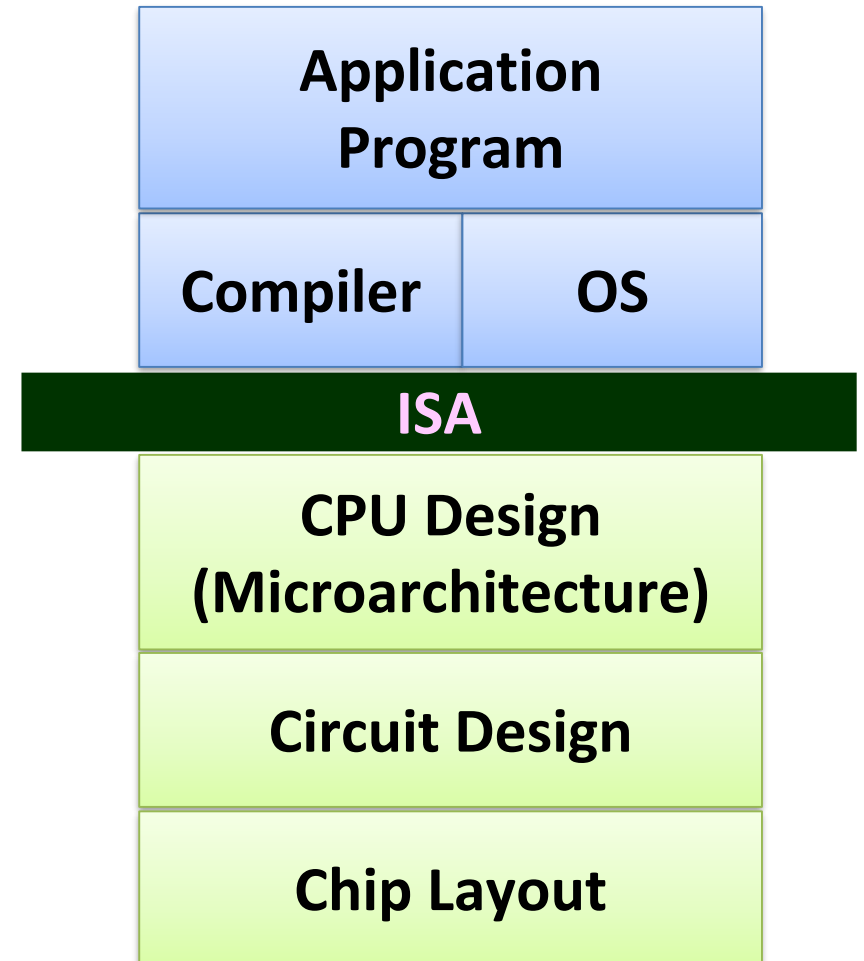 Application
Program
Compiler
OS
ISA
CPU Design
(Microarchitecture)
Circuit Design
Chip Layout